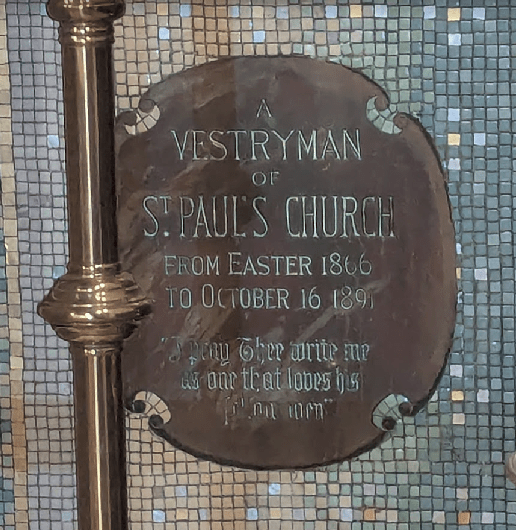 A
VESTRYMAN
OF
ST. PAUL'S CHURCH
FROM EASTER 1866
TO OCTOBER 16 1891
"I pray Thee write me
as one that loves his
fellow men"